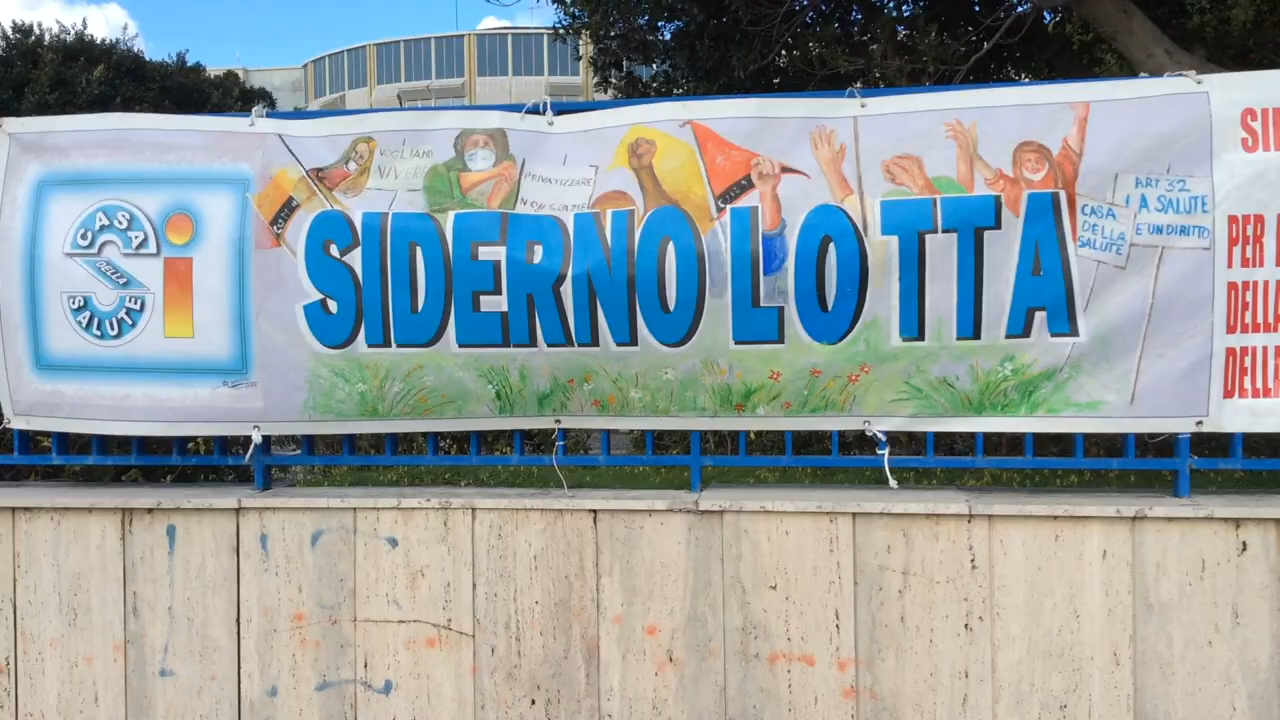 CASA
DELLA
SALUTE
i
VOGLIAMO
VIVERE
PRIVATIZZARE
SIDERNO LOTTA
CASA
DELLA
SALUTE
ART. 32
LA SALUTE
E' UN DIRITTO
PER
DELLA
DELLA